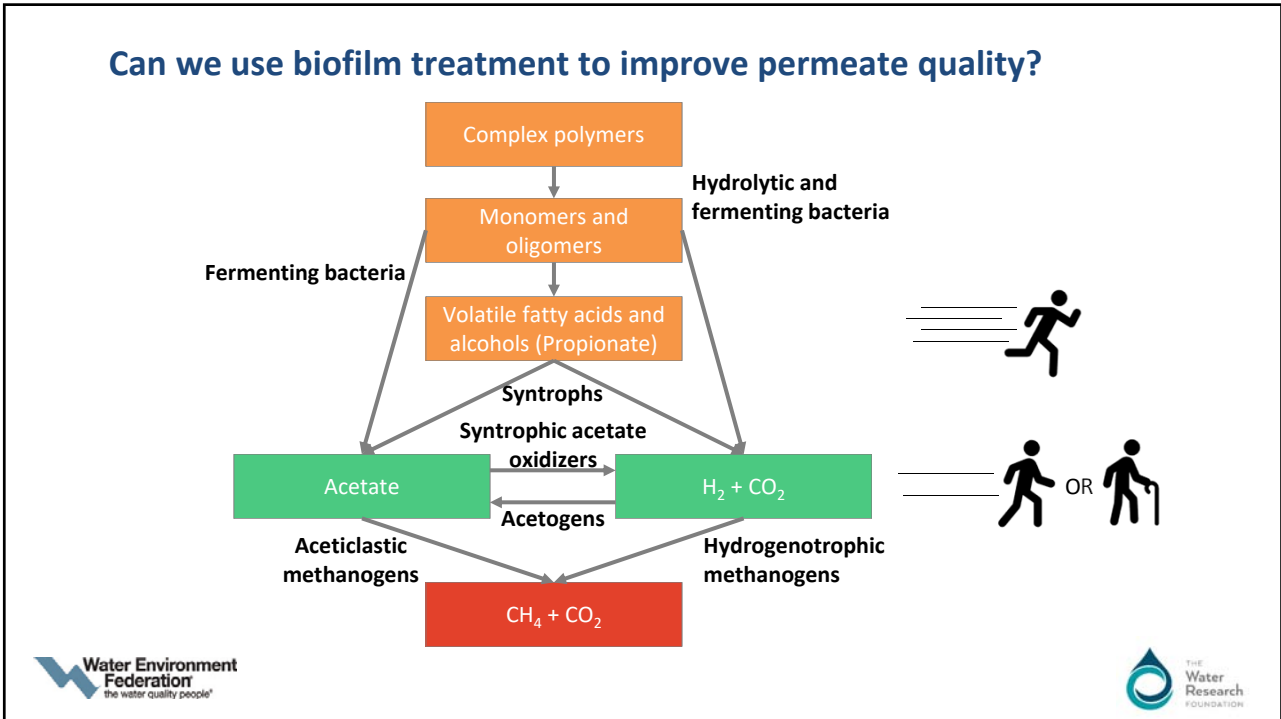 Can we use biofilm treatment to improve permeate quality?
Complex polymers
Hydrolytic and
fermenting bacteria
Monomers and
oligomers
Fermenting bacteria
Volatile fatty acids and
alcohols (Propionate)
Syntrophs
Syntrophic acetate
oxidizers
Acetate
H₂ + CO₂
OR
Acetogens
Aceticlastic
methanogens
Hydrogenotrophic
methanogens
CH₄ + CO₂
Water Environment
Federation®
the water quality people®
THE
Water
Research
FOUNDATION